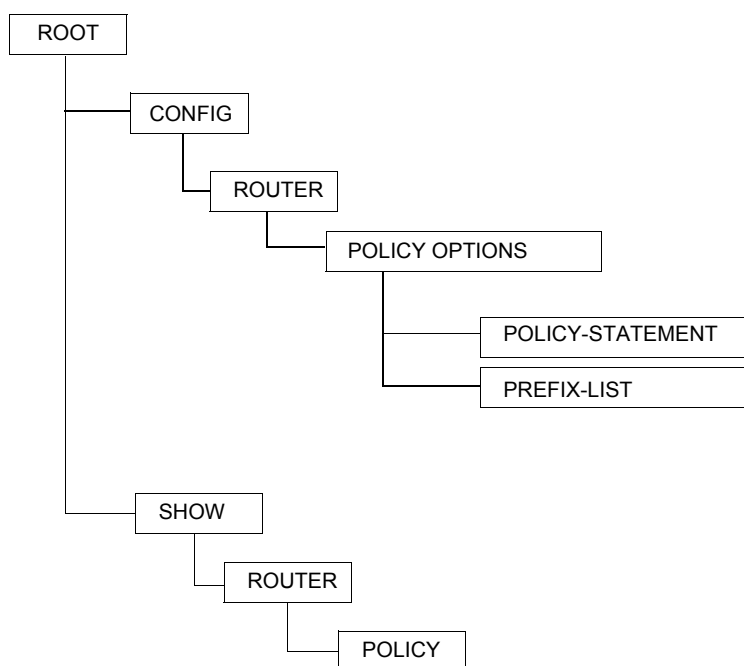 ROOT
CONFIG
ROUTER
POLICY OPTIONS
POLICY-STATEMENT
PREFIX-LIST
SHOW
ROUTER
POLICY